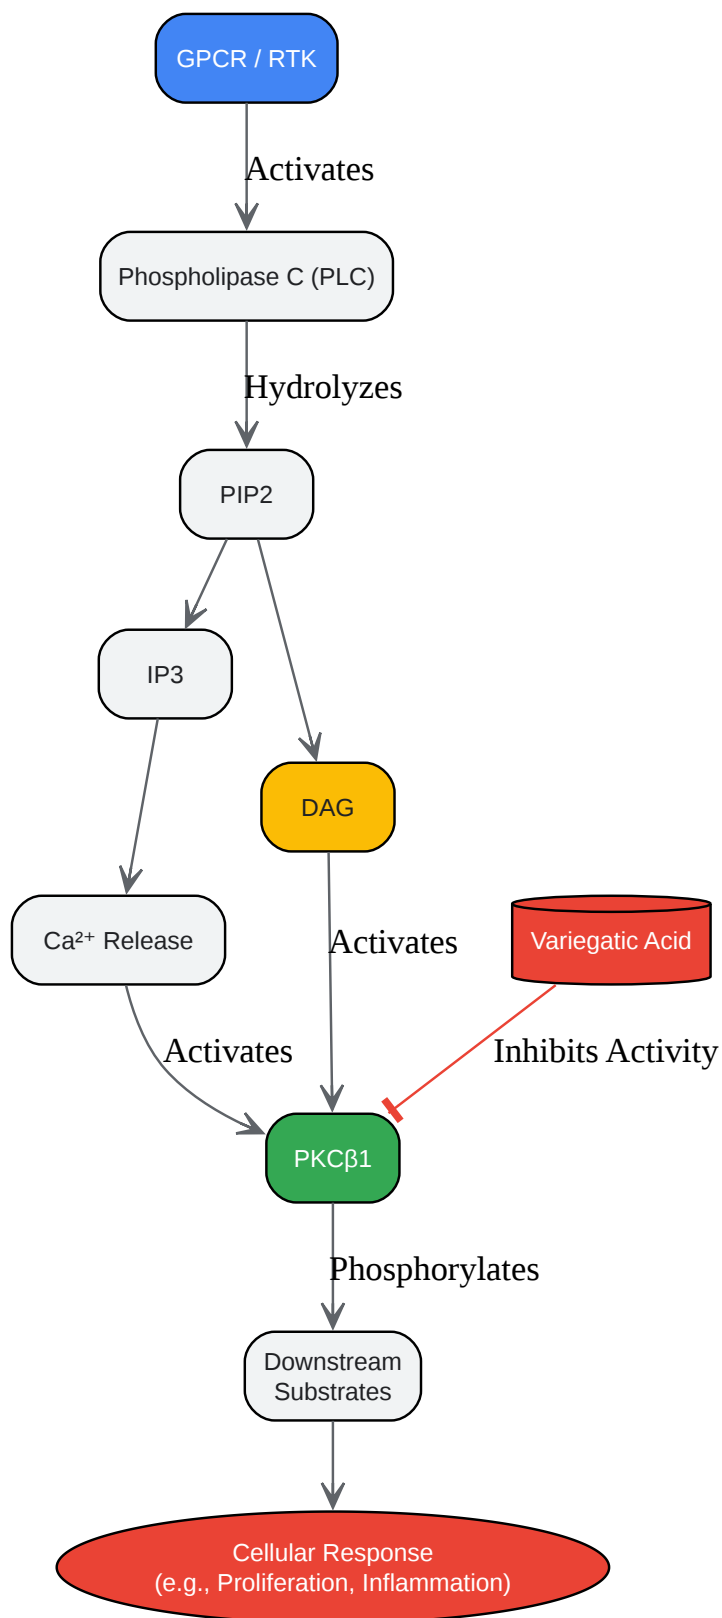 GPCR / RTK
Activates
Phospholipase C (PLC)
Hydrolyzes
PIP2
IP3
DAG
Ca²⁺ Release
Activates
Variegatic Acid
Activates
Inhibits Activity
PKCβ1
Phosphorylates
Downstream
Substrates
Cellular Response
(e.g., Proliferation, Inflammation)